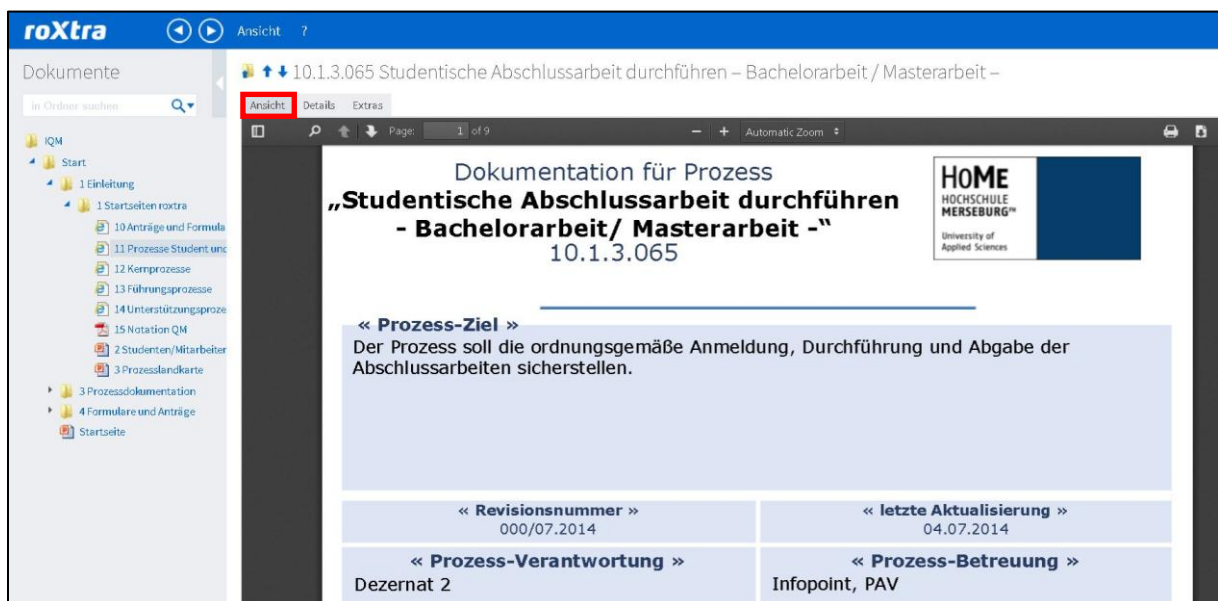 roXtra
Ansicht ?
Dokumente
in Ordner suchen
IQM
Start
1 Einleitung
1 Startseiten roxtra
10 Anträge und Formula
11 Prozesse Student und
12 Kernprozesse
13 Führungsprozesse
14 Unterstützungsproze
15 Notation QM
2 Studenten/Mitarbeiter
3 Prozesslandkarte
3 Prozessdokumentation
4 Formulare und Anträge
Startseite
10.1.3.065 Studentische Abschlussarbeit durchführen – Bachelorarbeit / Masterarbeit –
Ansicht Details Extras
Page: 1 of 9 Automatic Zoom
Dokumentation für Prozess
„Studentische Abschlussarbeit durchführen
- Bachelorarbeit/ Masterarbeit -“
10.1.3.065
HOME
HOCHSCHULE
MERSEBURG™
University of
Applied Sciences
« Prozess-Ziel »
Der Prozess soll die ordnungsgemäße Anmeldung, Durchführung und Abgabe der
Abschlussarbeiten sicherstellen.
« Revisionsnummer » « letzte Aktualisierung »
000/07.2014 04.07.2014
« Prozess-Verantwortung » « Prozess-Betreuung »
Dezernat 2 Infopoint, PAV